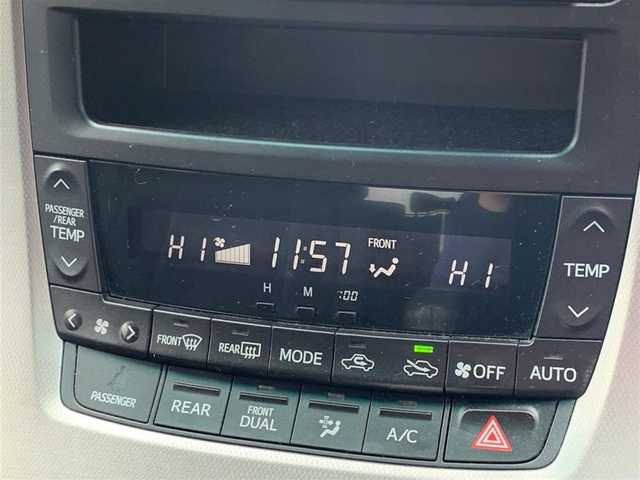 PASSENGER
/REAR
TEMP
HI
11:57
FRONT
HI
H M :00
TEMP
FRONT
REAR
MODE
OFF
AUTO
PASSENGER
REAR
FRONT
DUAL
A/C